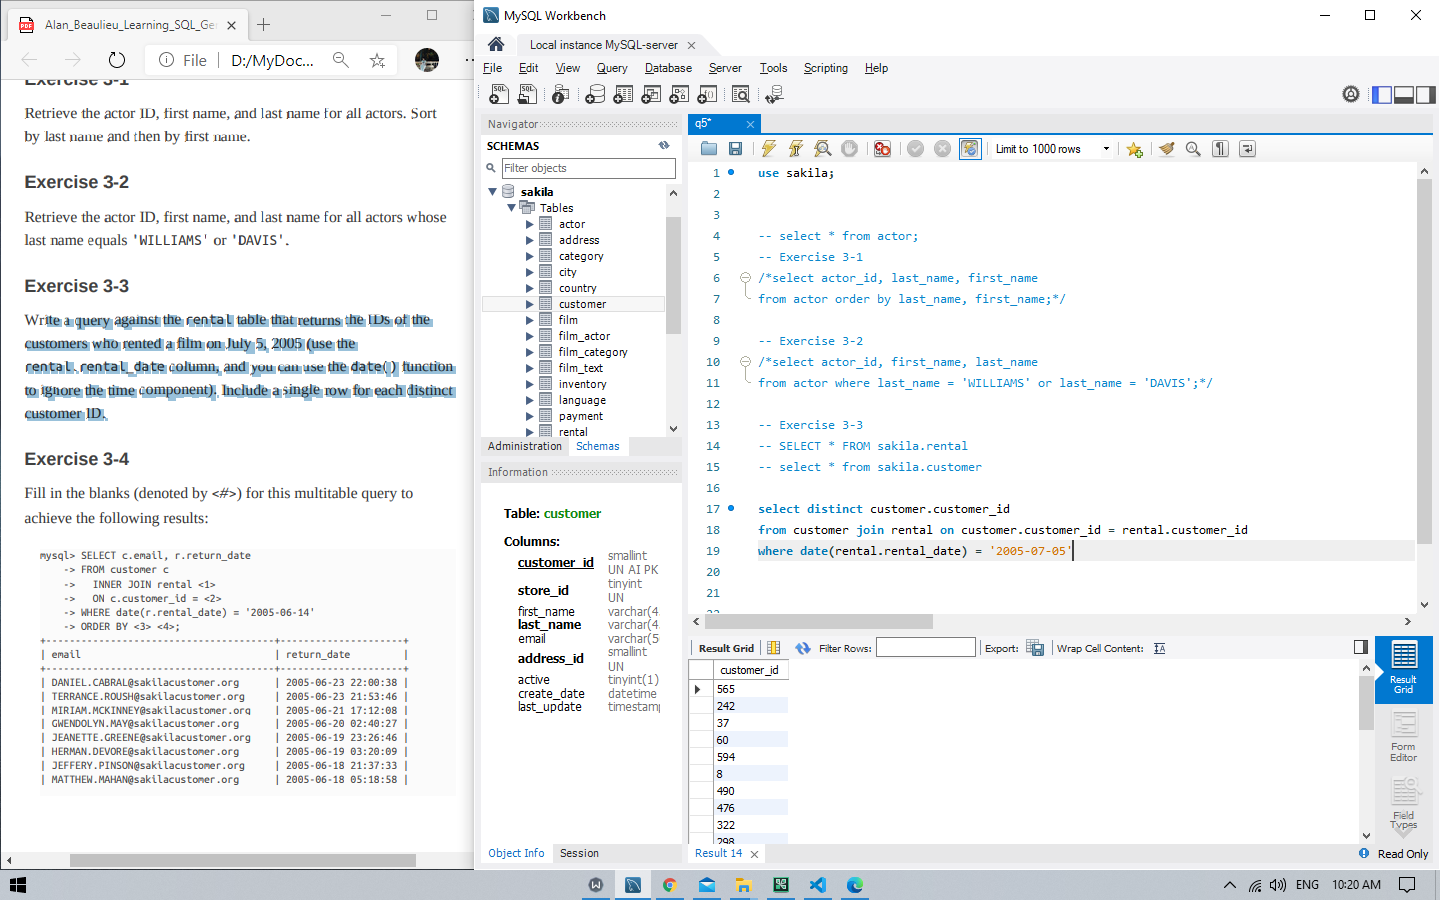 Alan_Beaulieu_Learning_SQL_Ge
File
D:/MyDoc...
Exercise 3-1
Retrieve the actor ID, first name, and last name for all actors. Sort
by last name and then by first name.
Exercise 3-2
Retrieve the actor ID, first name, and last name for all actors whose
last name equals 'WILLIAMS' or 'DAVIS'.
Exercise 3-3
Write a query against the rental table that returns the IDs of the
customers who rented a film on July 5, 2005 (use the
rental.rental_date column, and you can use the date() function
to ignore the time component). Include a single row for each distinct
customer ID.
Exercise 3-4
Fill in the blanks (denoted by <#>) for this multitable query to
achieve the following results:
mysql> SELECT c.email, r.return_date
-> FROM customer c
-> INNER JOIN rental <1>
-> ON c.customer_id = <2>
-> WHERE date(r.rental_date) = '2005-06-14'
-> ORDER BY <3> <4>;
+---------------------------------------+---------------------+
| email | return_date |
+---------------------------------------+---------------------+
| DANIEL.CABRAL@sakilacustomer.org | 2005-06-23 22:00:38 |
| TERRANCE.ROUSH@sakilacustomer.org | 2005-06-23 21:53:46 |
| MIRIAM.MCKINNEY@sakilacustomer.org | 2005-06-21 17:12:08 |
| GWENDOLYN.MAY@sakilacustomer.org | 2005-06-20 02:40:27 |
| JEANETTE.GREENE@sakilacustomer.org | 2005-06-19 23:26:46 |
| HERMAN.DEVORE@sakilacustomer.org | 2005-06-19 03:20:09 |
| JEFFERY.PINSON@sakilacustomer.org | 2005-06-18 21:37:33 |
| MATTHEW.MAHAN@sakilacustomer.org | 2005-06-18 05:18:58 |
MySQL Workbench
Local instance MySQL-server
File Edit View Query Database Server Tools Scripting Help
Navigator
SCHEMAS
Filter objects
sakila
Tables
actor
address
category
city
country
customer
film
film_actor
film_category
film_text
inventory
language
payment
rental
Administration Schemas
Information
Table: customer
Columns:
customer_id smallint
UN AI PK
store_id tinyint
UN
first_name varchar(4
last_name varchar(4
email varchar(5
address_id smallint
UN
active tinyint(1)
create_date datetime
last_update timestamp
Object Info Session
q5*
Limit to 1000 rows
1 use sakila;
2
3
4 -- select * from actor;
5 -- Exercise 3-1
6 /*select actor_id, last_name, first_name
7 from actor order by last_name, first_name;*/
8
9 -- Exercise 3-2
10 /*select actor_id, first_name, last_name
11 from actor where last_name = 'WILLIAMS' or last_name = 'DAVIS';*/
12
13 -- Exercise 3-3
14 -- SELECT * FROM sakila.rental
15 -- select * from sakila.customer
16
17 select distinct customer.customer_id
18 from customer join rental on customer.customer_id = rental.customer_id
19 where date(rental.rental_date) = '2005-07-05'
20
21
22
Result Grid Filter Rows: Export: Wrap Cell Content:
customer_id
565
242
37
60
594
8
490
476
322
298
Result Grid
Form Editor
Field Types
Result 14
Read Only
ENG 10:20 AM